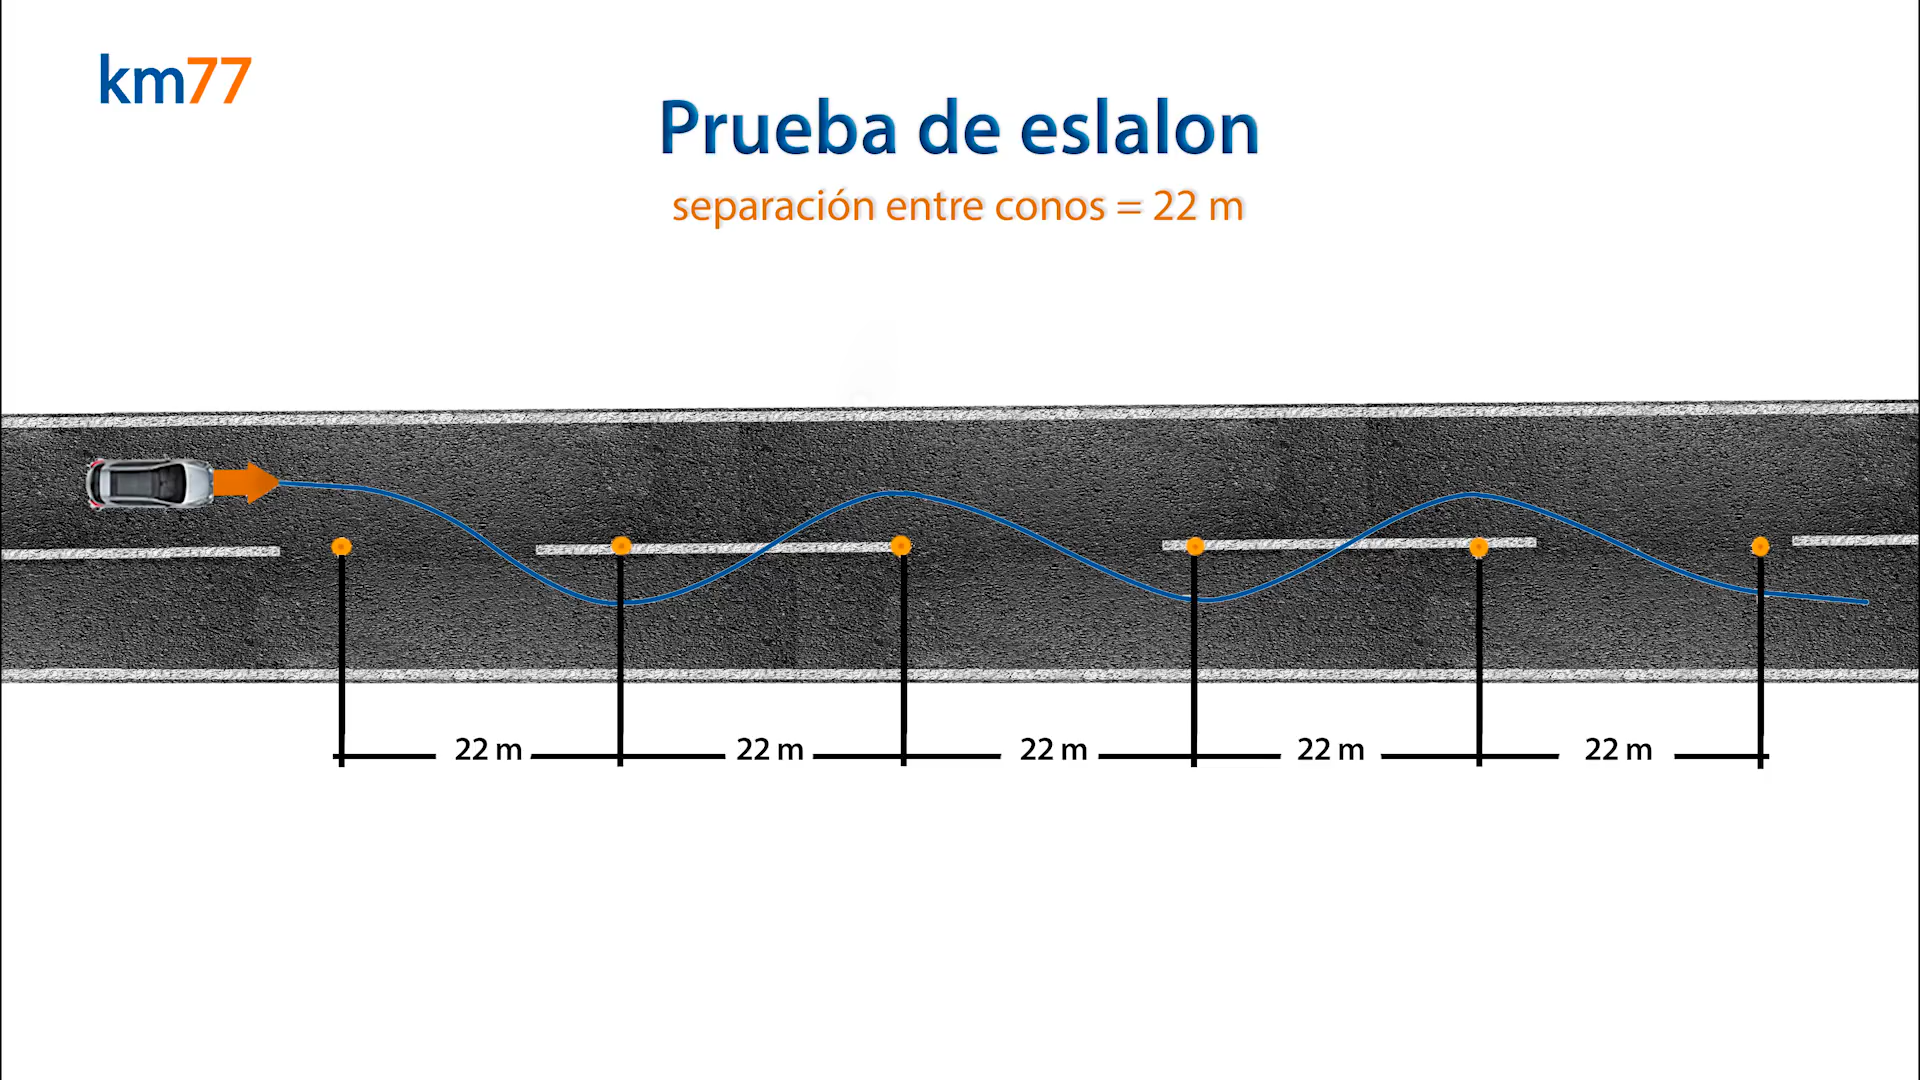 km77
Prueba de eslalon
separación entre conos = 22 m
22 m
22 m
22 m
22 m
22 m